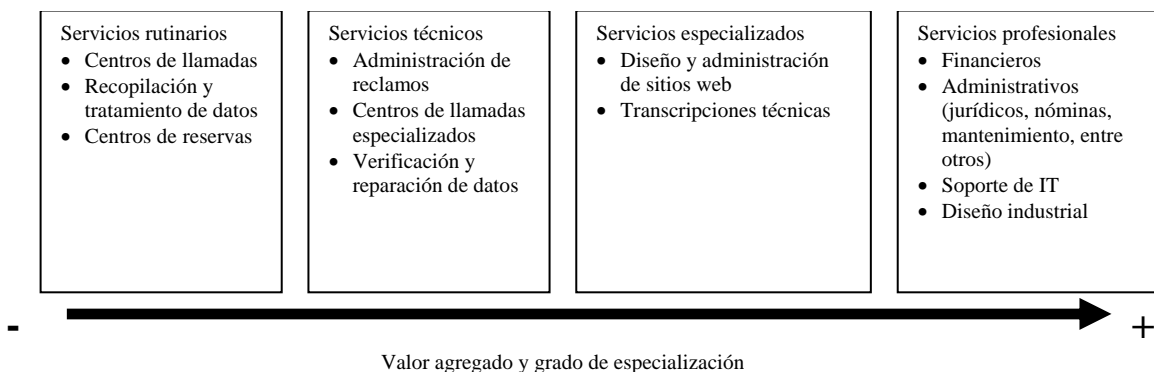 Servicios rutinarios
• Centros de llamadas
• Recopilación y
tratamiento de datos
• Centros de reservas
Servicios técnicos
• Administración de
reclamos
• Centros de llamadas
especializados
• Verificación y
reparación de datos
Servicios especializados
• Diseño y administración
de sitios web
• Transcripciones técnicas
Servicios profesionales
• Financieros
• Administrativos
(jurídicos, nóminas,
mantenimiento, entre
otros)
• Soporte de IT
• Diseño industrial
- +
Valor agregado y grado de especialización